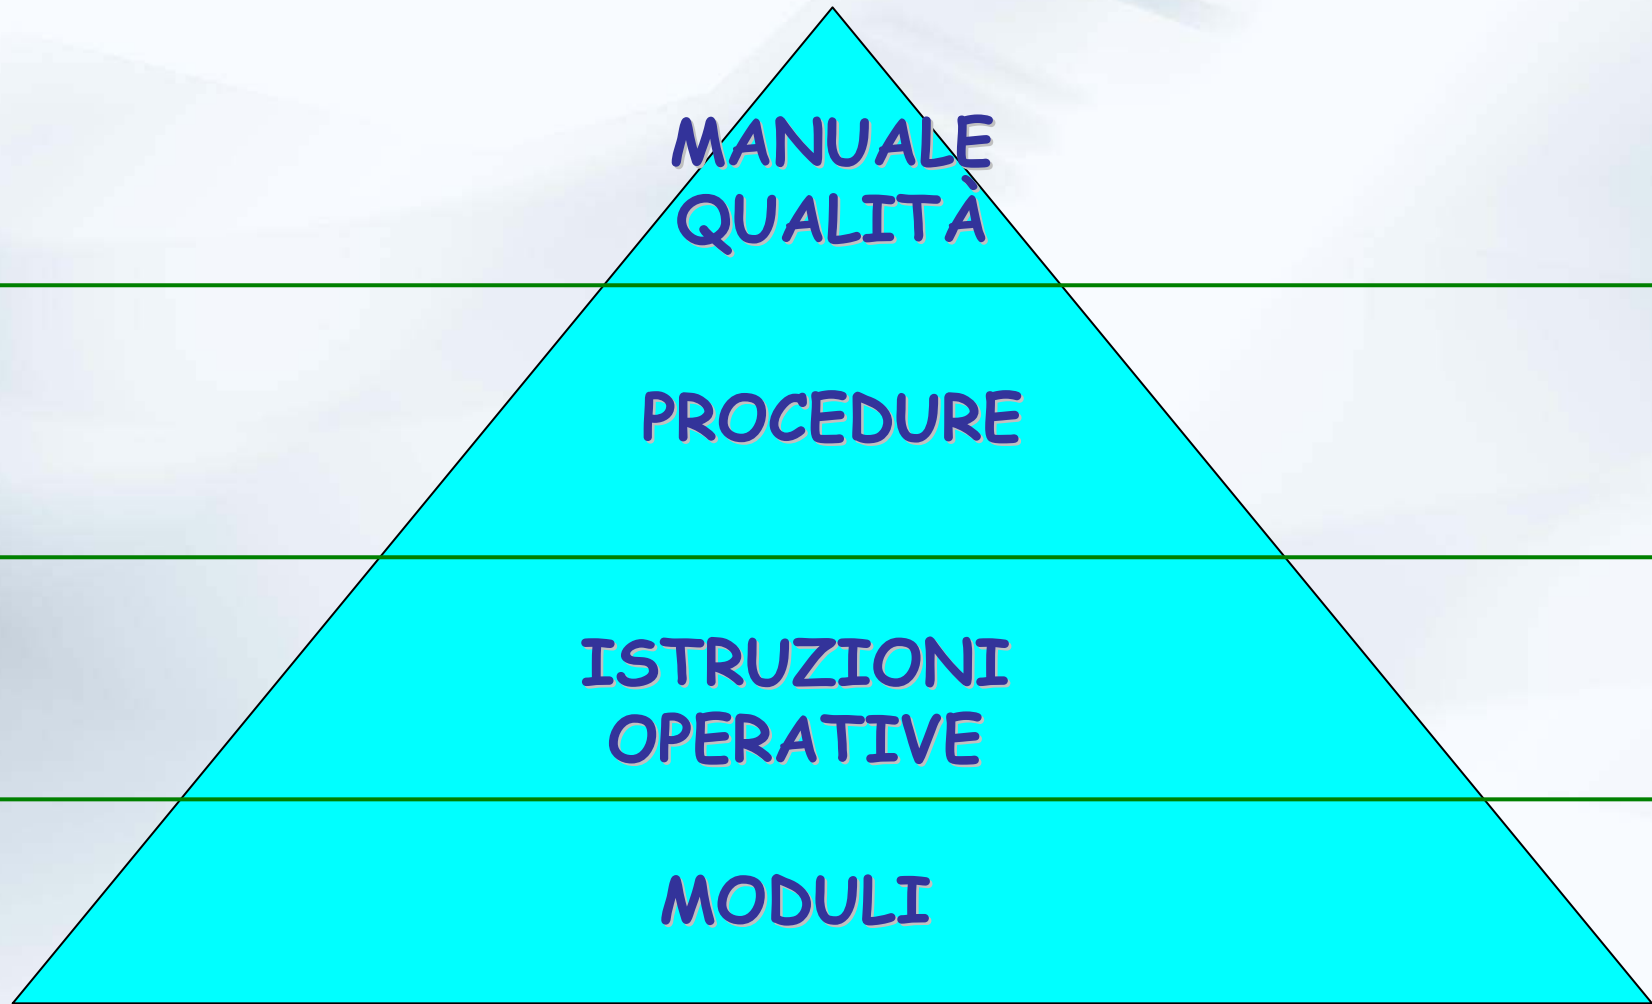 MANUALE
QUALITÀ
PROCEDURE
ISTRUZIONI
OPERATIVE
MODULI